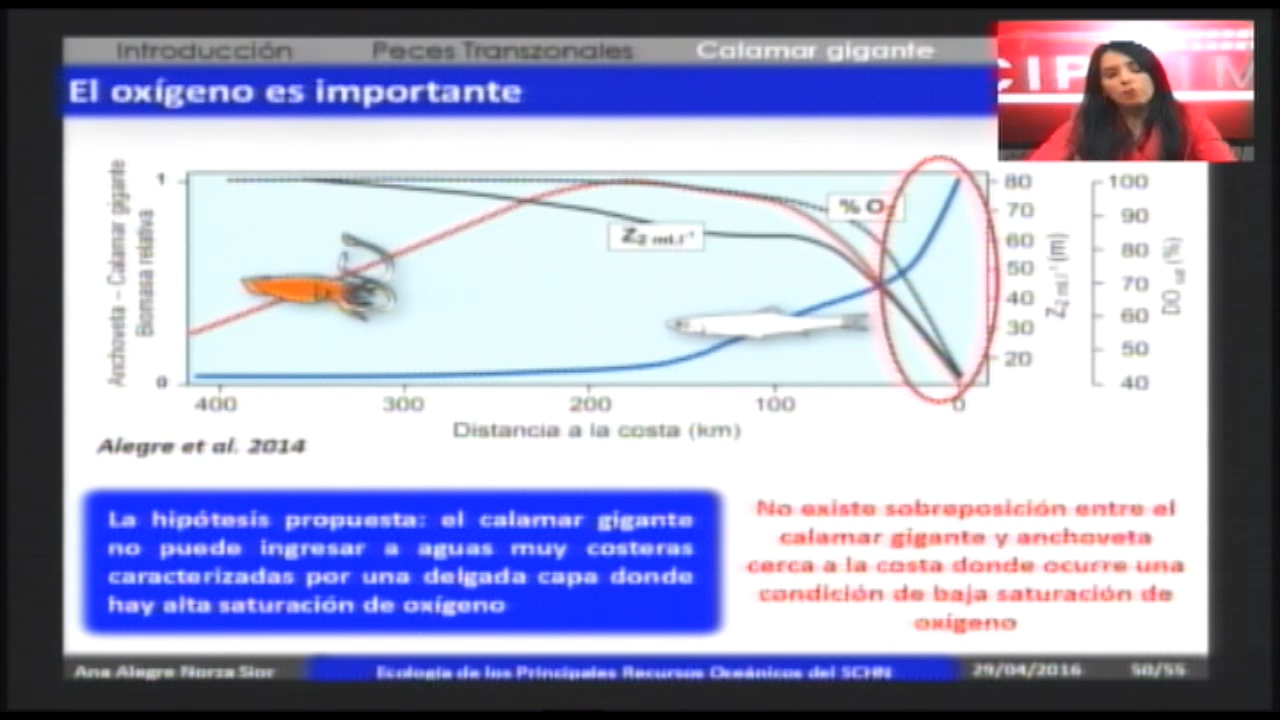 Introducción Peces Transzonales Calamar gigante
El oxígeno es importante
CIP
Anchoveta – Calamar gigante
Biomasa relativa
1
0
% O
Z2 ml.l-1
80
70
60
50
40
30
20
Z2 ml.l-1 (m)
100
90
80
70
60
50
40
DO sat (%)
400 300 200 100 0
Distancia a la costa (km)
Alegre et al. 2014
La hipótesis propuesta: el calamar gigante
no puede ingresar a aguas muy costeras
caracterizadas por una delgada capa donde
hay alta saturación de oxígeno
No existe sobreposición entre el
calamar gigante y anchoveta
cerca a la costa donde ocurre una
condición de baja saturación de
oxígeno
Ana Alegre Norza Sior Ecología de los Principales Recursos Oceánicos del SCHN 29/04/2016 50/55